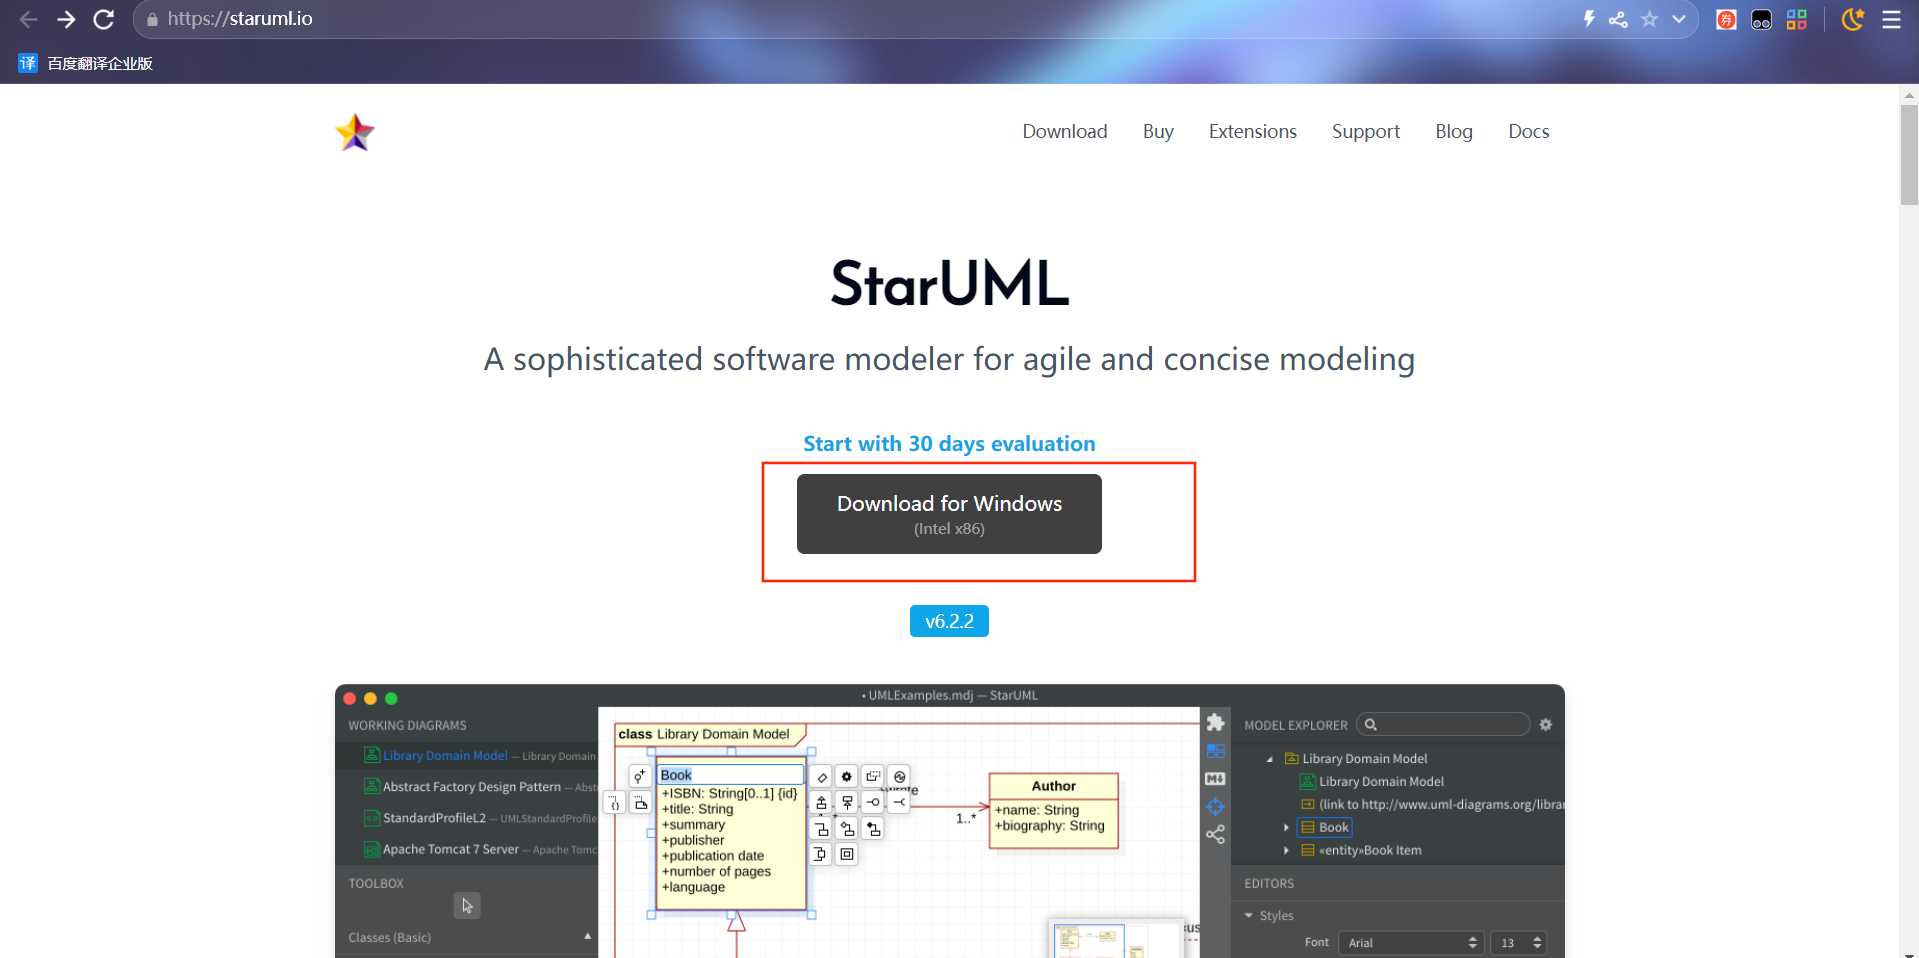 https://staruml.io
译 百度翻译企业版
Download Buy Extensions Support Blog Docs
StarUML
A sophisticated software modeler for agile and concise modeling
Start with 30 days evaluation
Download for Windows
(Intel x86)
v6.2.2
• UMLExamples.mdj — StarUML
WORKING DIAGRAMS
Library Domain Model — Library Domain
Abstract Factory Design Pattern — Abstr
StandardProfileL2 — UMLStandardProfile
Apache Tomcat 7 Server — Apache Tomc
TOOLBOX
Classes (Basic)
class Library Domain Model
Book
+ISBN: String[0..1] {id}
+title: String
+summary
+publisher
+publication date
+number of pages
+language
1..*
Author
+name: String
+biography: String
MODEL EXPLORER
Library Domain Model
Library Domain Model
(link to http://www.uml-diagrams.org/librar
Book
«entity»Book Item
EDITORS
Styles
Font Arial 13